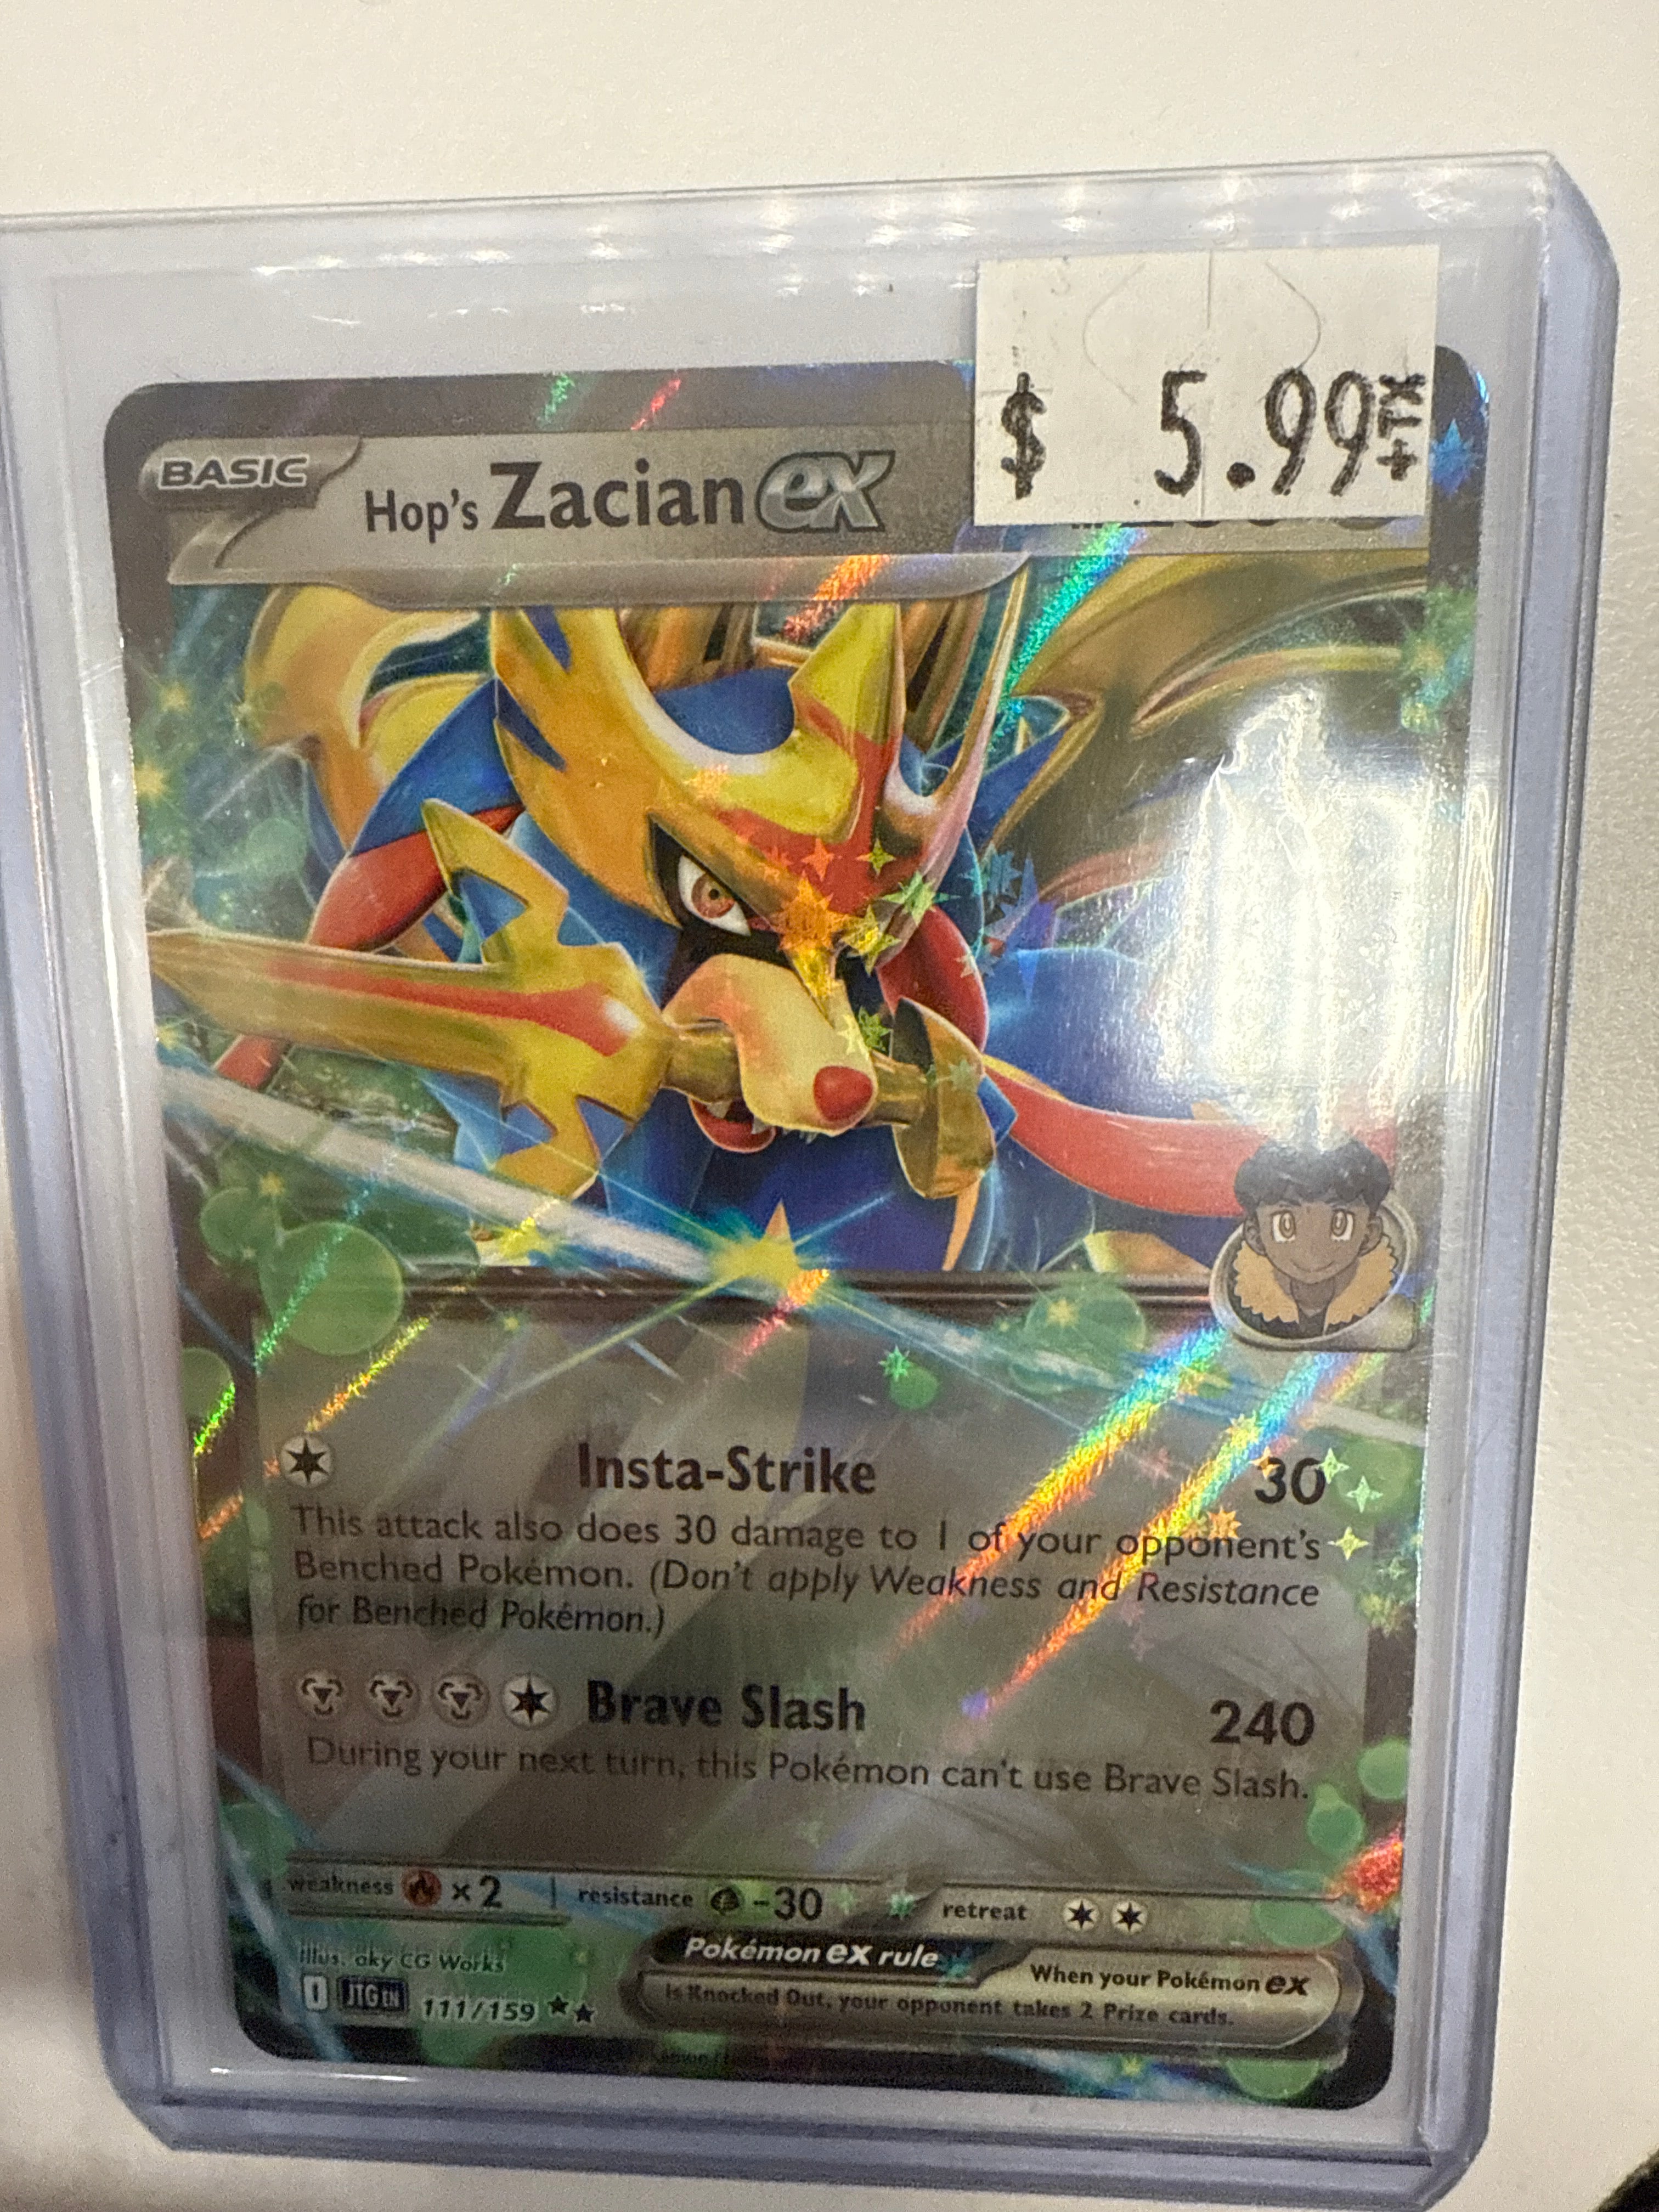 $ 5.99
+TX
BASIC
Hop's Zacian ex
Insta-Strike 30
This attack also does 30 damage to 1 of your opponent's
Benched Pokémon. (Don't apply Weakness and Resistance
for Benched Pokémon.)
Brave Slash 240
During your next turn, this Pokémon can't use Brave Slash.
weakness ×2 resistance -30 retreat
Illus. aky CG Works
Pokémon ex rule
When your Pokémon ex
is Knocked Out, your opponent takes 2 Prize cards.
I JTG EN 111/159